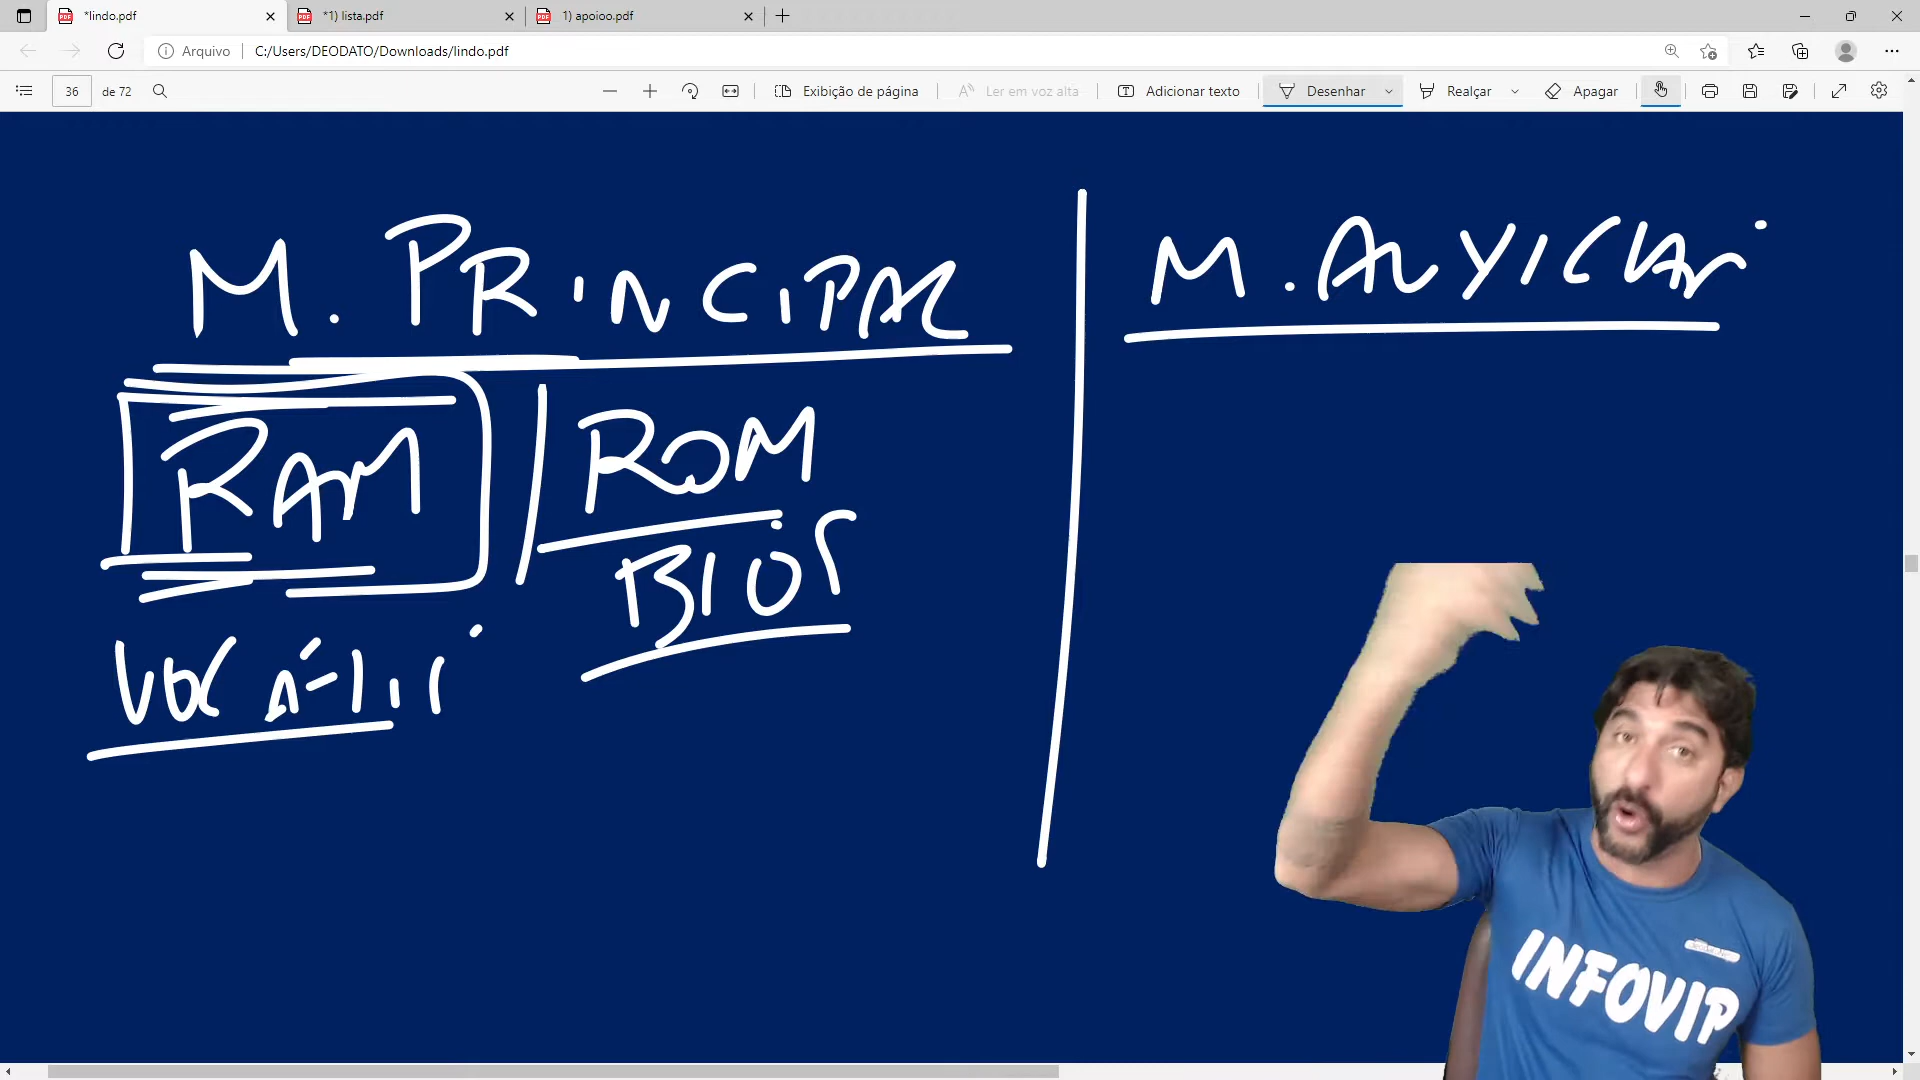 *lindo.pdf
*1) lista.pdf
1) apoioo.pdf
Arquivo
C:/Users/DEODATO/Downloads/lindo.pdf
36 de 72
Exibição de página
Ler em voz alta
Adicionar texto
Desenhar
Realçar
Apagar
M. PRINCIPAL
M. AUXILIAR
RAM
ROM
BIOS
INFOVIP